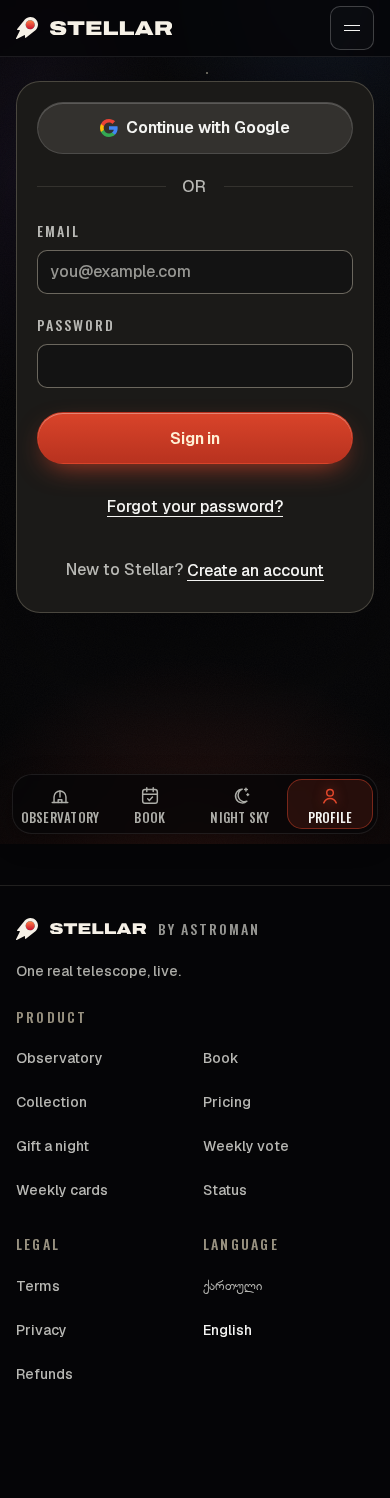 STELLAR
Continue with Google
OR
EMAIL
you@example.com
PASSWORD
Sign in
Forgot your password?
New to Stellar? Create an account
OBSERVATORY BOOK NIGHT SKY PROFILE
STELLAR BY ASTROMAN
One real telescope, live.
PRODUCT
Observatory Book
Collection Pricing
Gift a night Weekly vote
Weekly cards Status
LEGAL LANGUAGE
Terms ქართული
Privacy English
Refunds